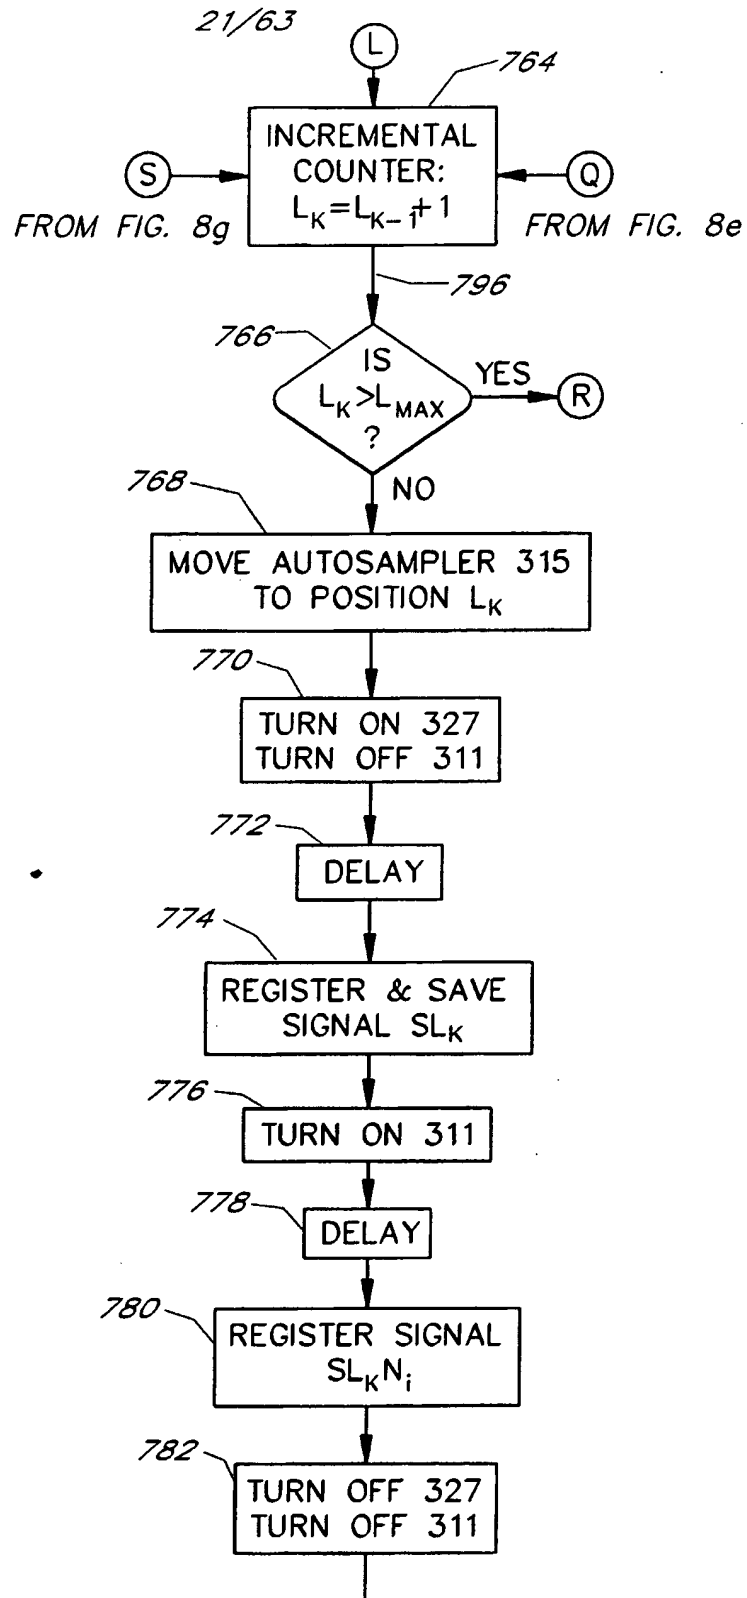 21/63
L
764
INCREMENTAL
COUNTER:
L_K=L_{K-1}+1
S
Q
FROM FIG. 8g
FROM FIG. 8e
796
766
IS
L_K>L_MAX
?
YES
R
NO
768
MOVE AUTOSAMPLER 315
TO POSITION L_K
770
TURN ON 327
TURN OFF 311
772
DELAY
774
REGISTER & SAVE
SIGNAL SL_K
776
TURN ON 311
778
DELAY
780
REGISTER SIGNAL
SL_K N_i
782
TURN OFF 327
TURN OFF 311